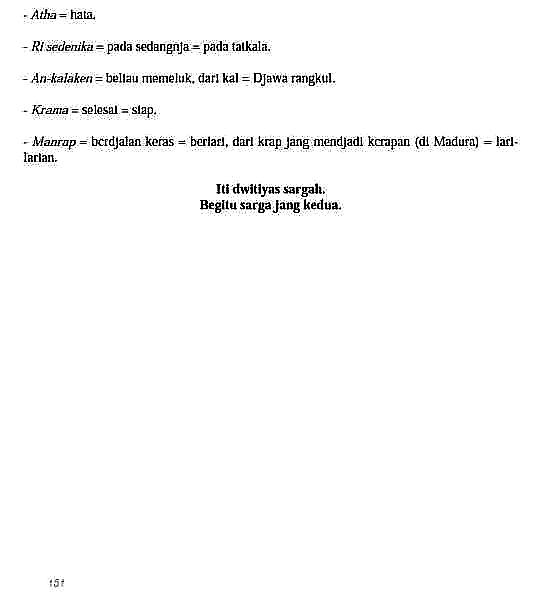 - Atha = hata.
- Ri sedenika = pada sedangnja = pada tatkala.
- An-kalaken = beliau memeluk, dari kal = Djawa rangkul.
- Krama = selesai = siap.
- Manrap = berdjalan keras = berlari, dari krap jang mendjadi kerapan (di Madura) = lari-
larian.
Iti dwitiyas sargah.
Begitu sarga jang kedua.
151